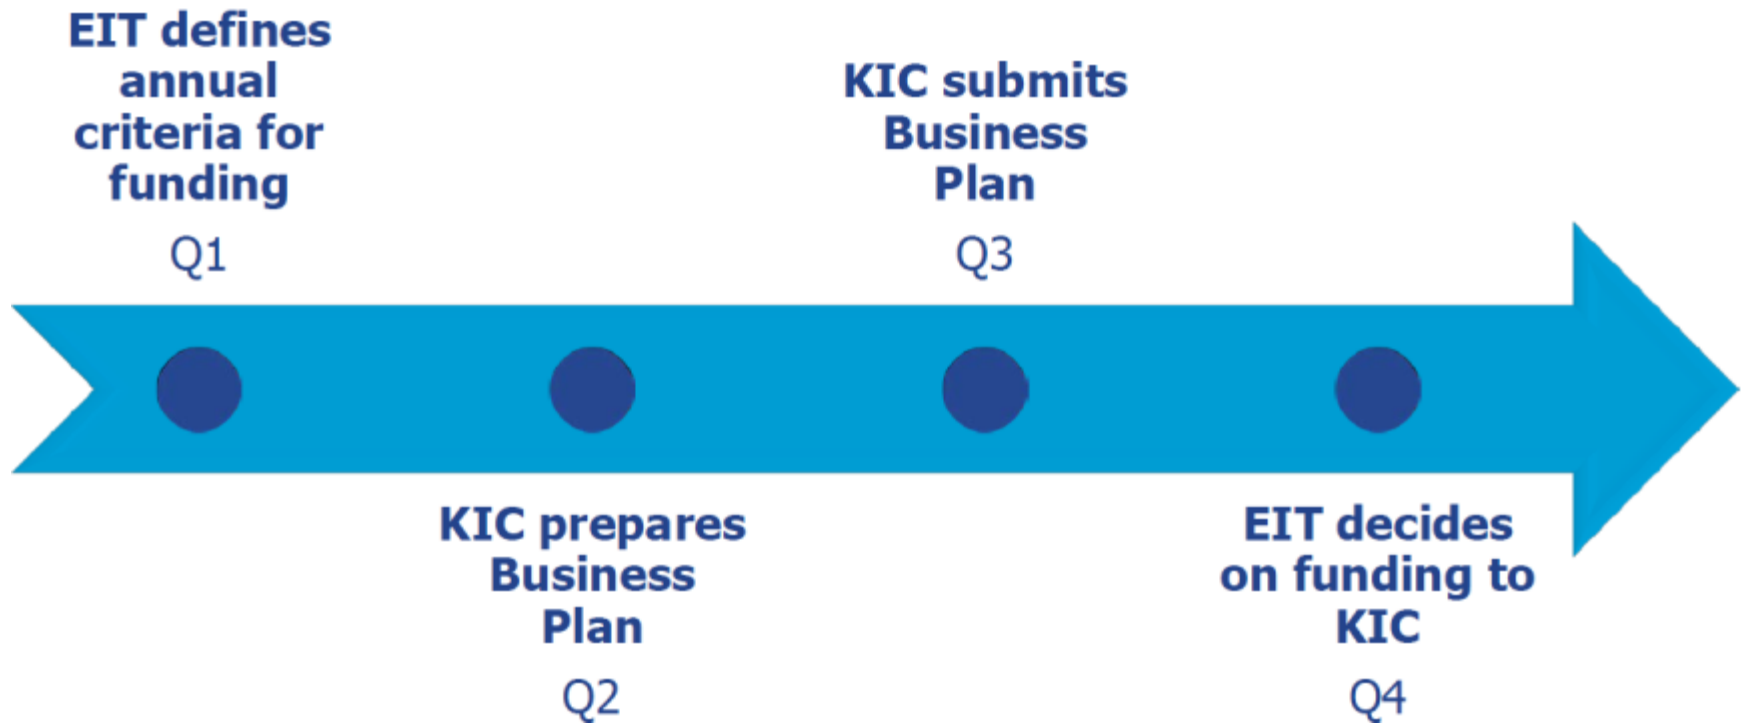 EIT defines
annual
criteria for
funding
Q1
KIC prepares
Business
Plan
Q2
KIC submits
Business
Plan
Q3
EIT decides
on funding to
KIC
Q4